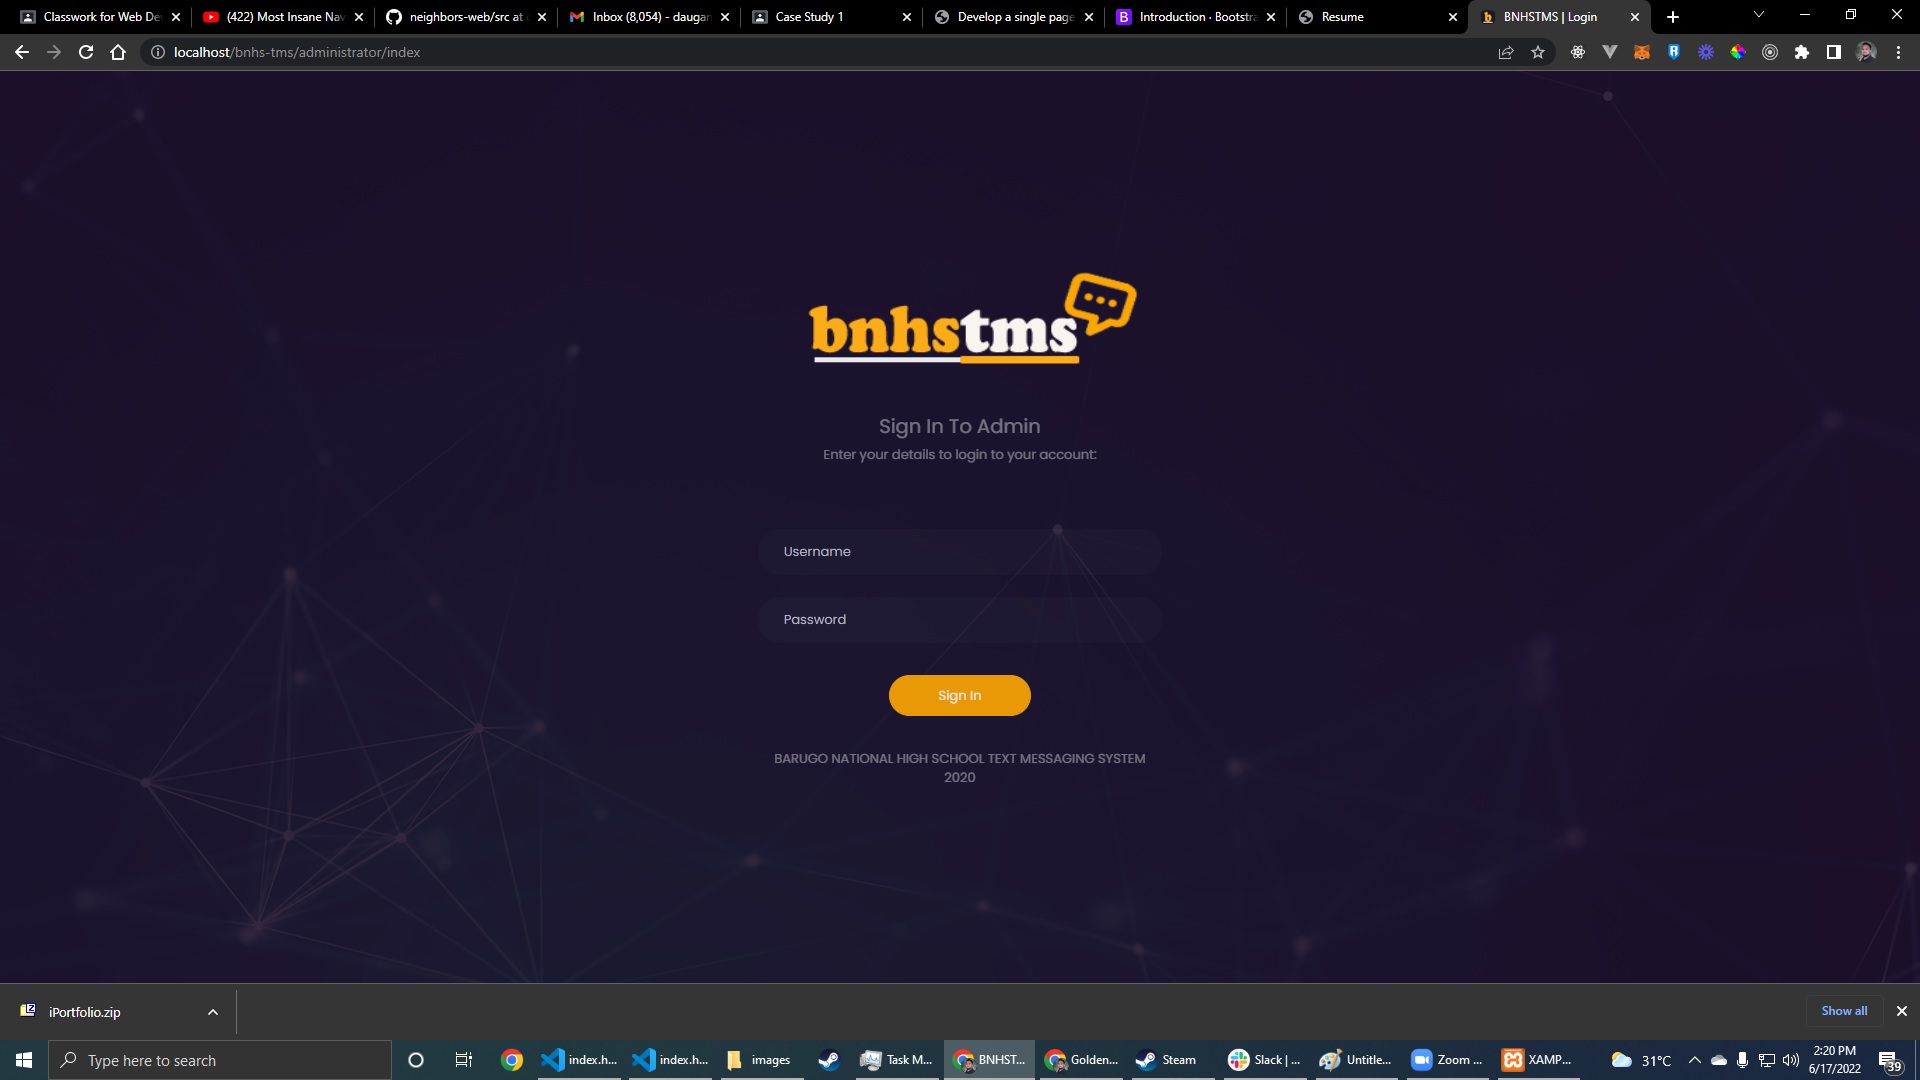 Classwork for Web De
(422) Most Insane Nav
neighbors-web/src at
Inbox (8,054) - daugan
Case Study 1
Develop a single page
Introduction · Bootstra
Resume
BNHSTMS | Login
localhost/bnhs-tms/administrator/index
bnhstms
Sign In To Admin
Enter your details to login to your account:
Username
Password
Sign In
BARUGO NATIONAL HIGH SCHOOL TEXT MESSAGING SYSTEM
2020
iPortfolio.zip
Show all
Type here to search
index.h...
index.h...
images
Task M...
BNHST...
Golden...
Steam
Slack | ...
Untitle...
Zoom ...
XAMP...
31°C
2:20 PM
6/17/2022
39